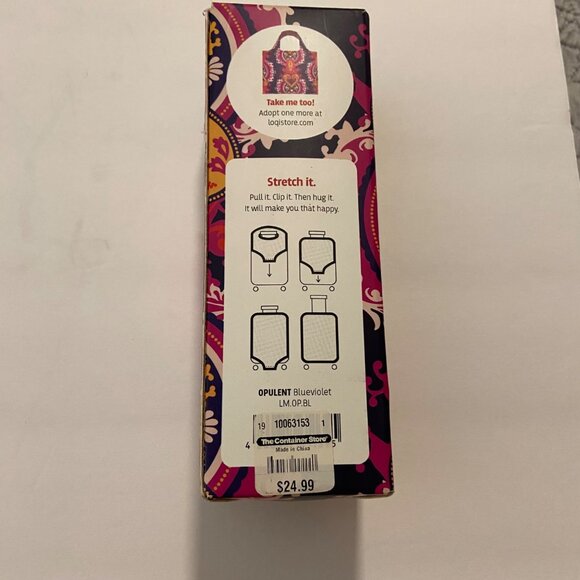 Take me too!
Adopt one more at
loqistore.com
Stretch it.
Pull it. Clip it. Then hug it.
It will make you that happy.
OPULENT Blueviolet
LM.OP.BL
19 10063153 1
4
The Container Store
Made in China
$24.99